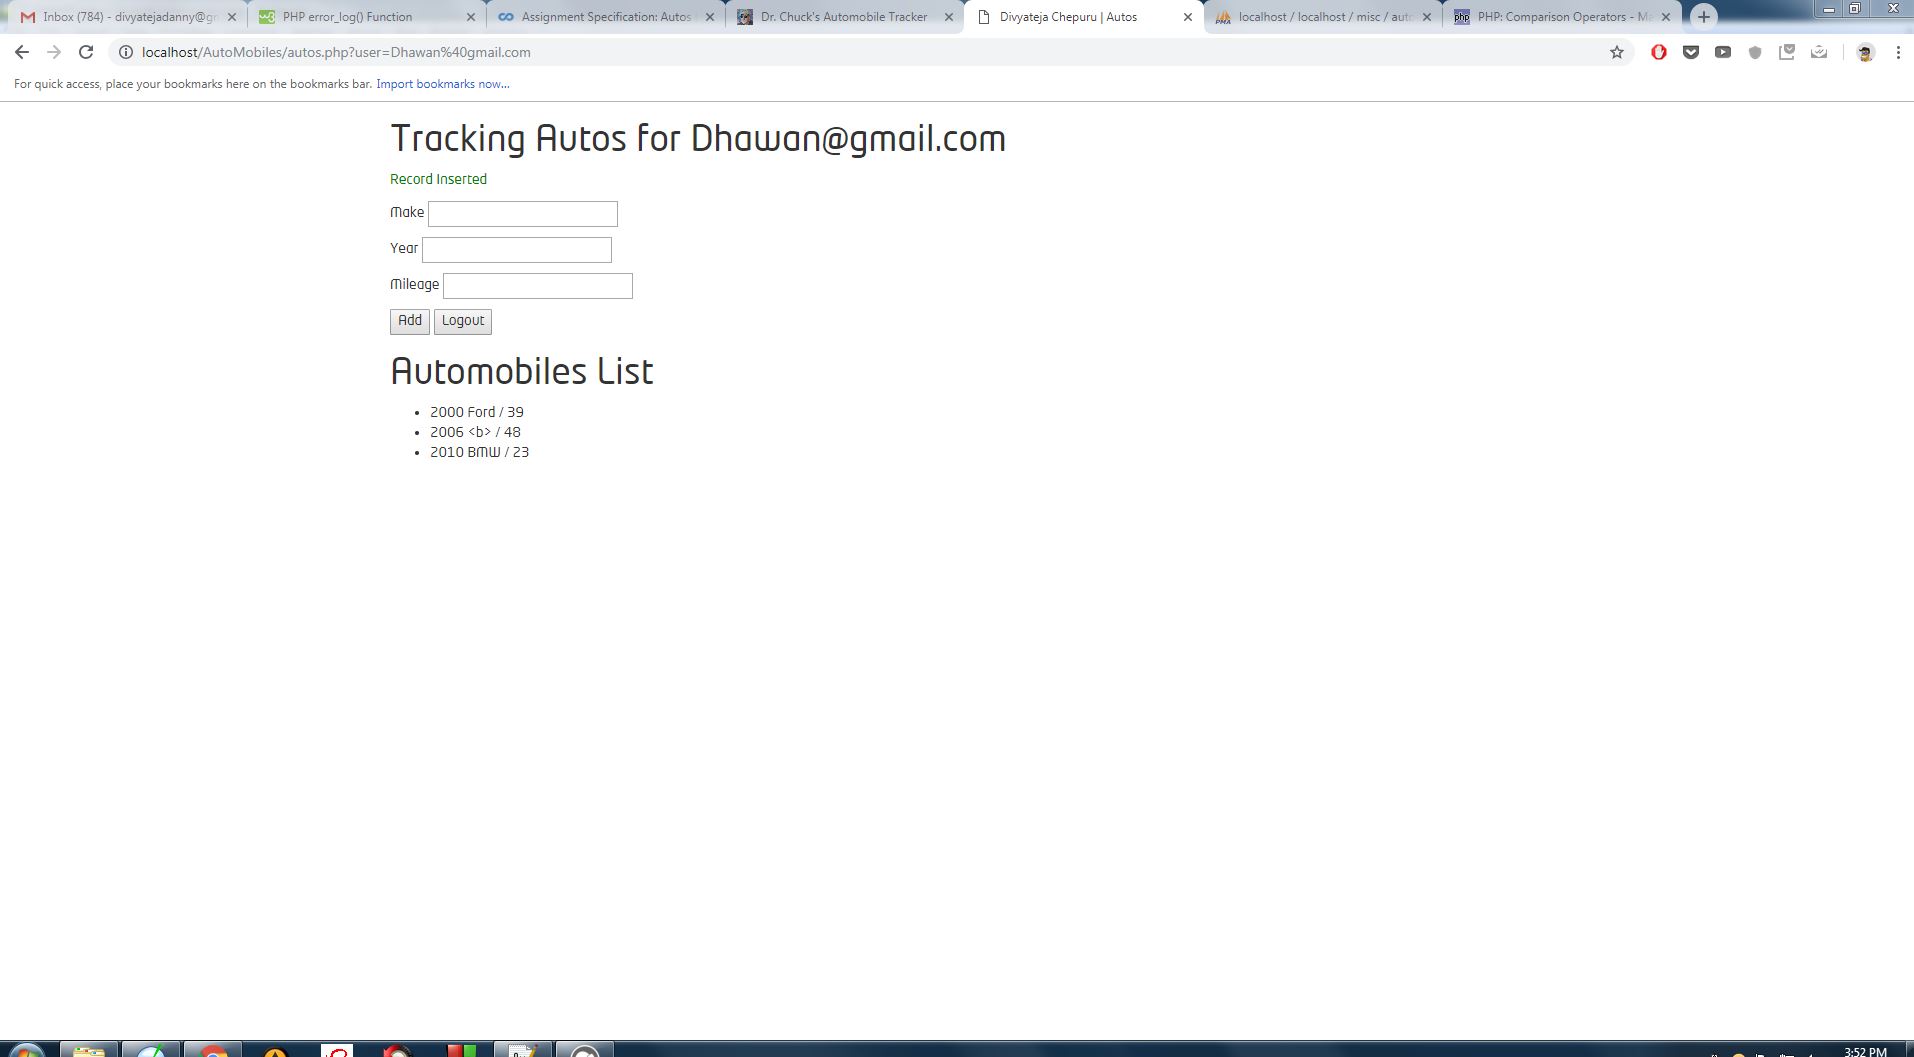 Inbox (784) - divyatejadanny@gm
PHP error_log() Function
Assignment Specification: Autos
Dr. Chuck's Automobile Tracker
Divyateja Chepuru | Autos
localhost / localhost / misc / auto
PHP: Comparison Operators - Ma
localhost/AutoMobiles/autos.php?user=Dhawan%40gmail.com
For quick access, place your bookmarks here on the bookmarks bar. Import bookmarks now...
Tracking Autos for Dhawan@gmail.com
Record Inserted
Make
Year
Mileage
Add Logout
Automobiles List
2000 Ford / 39
2006 <b> / 48
2010 BMW / 23
3:52 PM